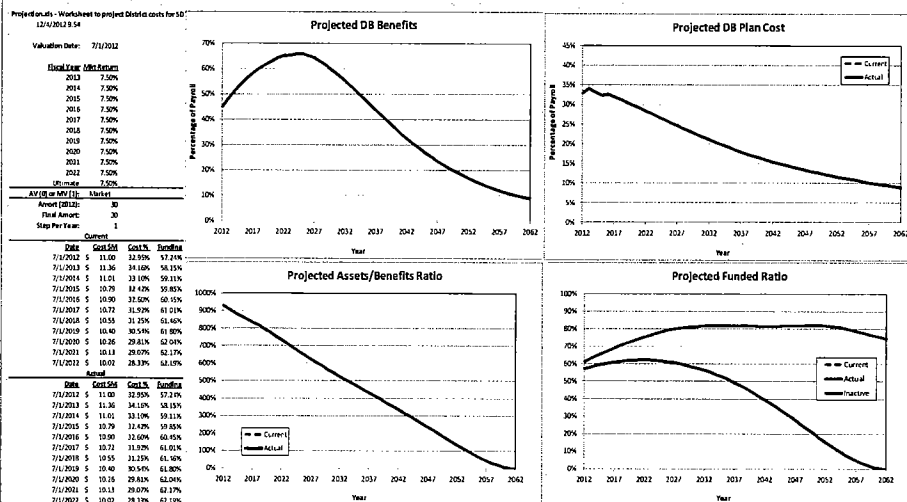 Projection.xls - Worksheet to project District costs for SD
12/4/2012 9:54
Valuation Date: 7/1/2012
Fiscal Year Mkt Return
2013 7.50%
2014 7.50%
2015 7.50%
2016 7.50%
2017 7.50%
2018 7.50%
2019 7.50%
2020 7.50%
2021 7.50%
2022 7.50%
Ultimate 7.50%
AV (0) or MV (1): Market
Amort (2012): 30
Final Amort: 30
Step Per Year: 1
Current
Date Cost $M Cost % Funding
7/1/2012 $ 11.00 32.95% 57.24%
7/1/2013 $ 11.36 34.16% 58.15%
7/1/2014 $ 11.01 33.10% 59.11%
7/1/2015 $ 10.79 32.42% 59.85%
7/1/2016 $ 10.90 32.60% 60.45%
7/1/2017 $ 10.72 31.92% 61.01%
7/1/2018 $ 10.55 31.25% 61.46%
7/1/2019 $ 10.40 30.54% 61.80%
7/1/2020 $ 10.26 29.81% 62.04%
7/1/2021 $ 10.13 29.07% 62.17%
7/1/2022 $ 10.02 28.33% 62.19%
Actual
Date Cost $M Cost % Funding
7/1/2012 $ 11.00 32.95% 57.24%
7/1/2013 $ 11.36 34.16% 58.15%
7/1/2014 $ 11.01 33.10% 59.11%
7/1/2015 $ 10.79 32.42% 59.85%
7/1/2016 $ 10.90 32.60% 60.45%
7/1/2017 $ 10.72 31.92% 61.01%
7/1/2018 $ 10.55 31.25% 61.46%
7/1/2019 $ 10.40 30.54% 61.80%
7/1/2020 $ 10.26 29.81% 62.04%
7/1/2021 $ 10.13 29.07% 62.17%
7/1/2022 $ 10.02 28.33% 62.19%
Projected DB Benefits
Percentage of Payroll
70%
60%
50%
40%
30%
20%
10%
0%
2012 2017 2022 2027 2032 2037 2042 2047 2052 2057 2062
Year
Projected DB Plan Cost
Percentage of Payroll
45%
40%
35%
30%
25%
20%
15%
10%
5%
0%
Current
Actual
2012 2017 2022 2027 2032 2037 2042 2047 2052 2057 2062
Year
Projected Assets/Benefits Ratio
1000%
900%
800%
700%
600%
500%
400%
300%
200%
100%
0%
Current
Actual
2012 2017 2022 2027 2032 2037 2042 2047 2052 2057 2062
Year
Projected Funded Ratio
100%
90%
80%
70%
60%
50%
40%
30%
20%
10%
0%
Current
Actual
Inactive
2012 2017 2022 2027 2032 2037 2042 2047 2052 2057 2062
Year